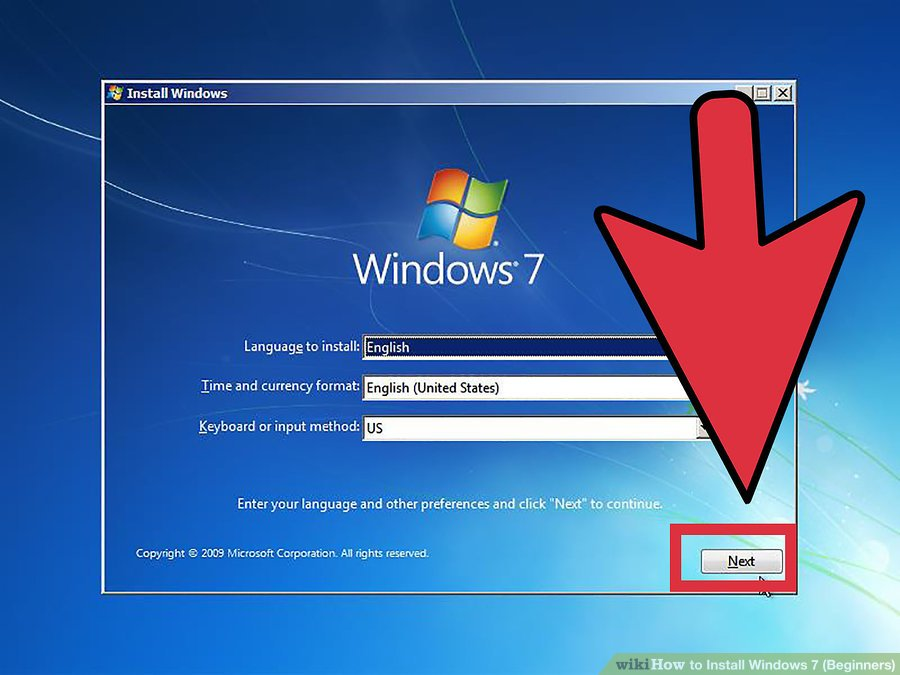 Install Windows
Windows 7
Language to install: English
Time and currency format: English (United States)
Keyboard or input method: US
Enter your language and other preferences and click "Next" to continue.
Copyright © 2009 Microsoft Corporation. All rights reserved.
Next
wikiHow to Install Windows 7 (Beginners)